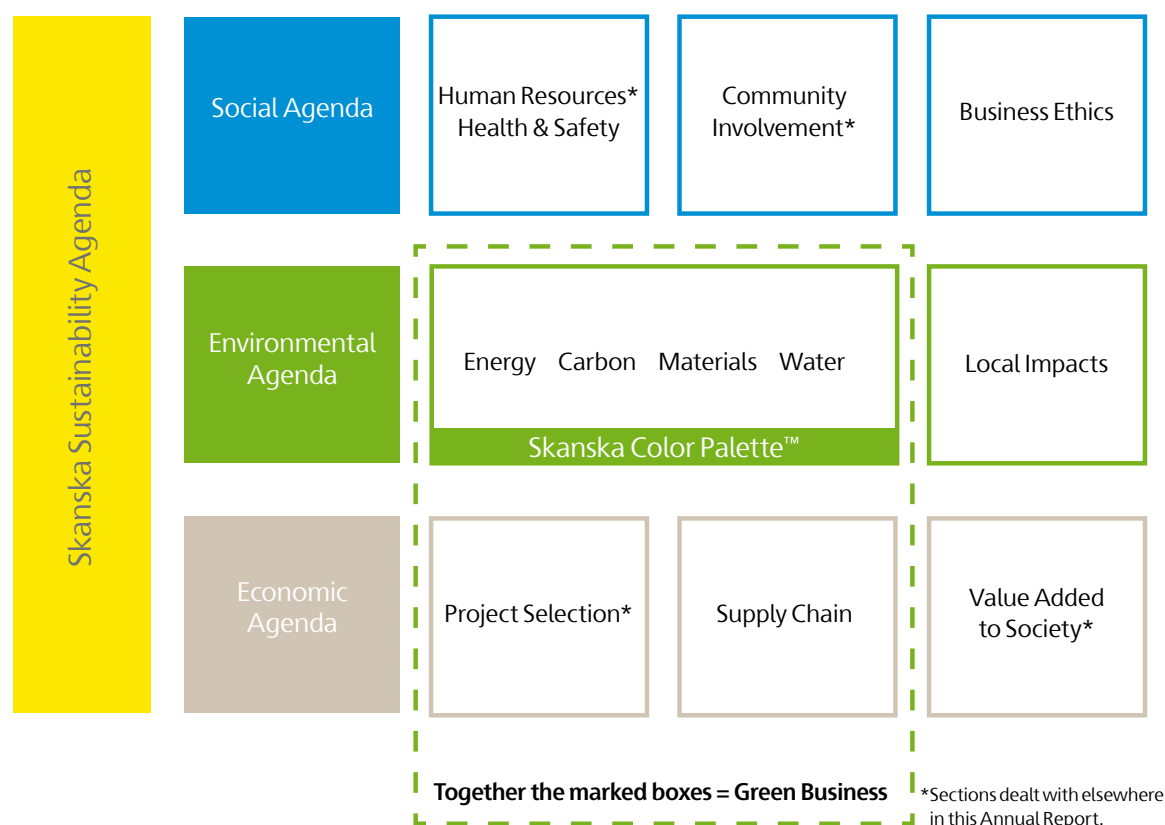 Skanska Sustainability Agenda
Social Agenda
Human Resources*
Health & Safety
Community
Involvement*
Business Ethics
Environmental
Agenda
Energy Carbon Materials Water
Skanska Color Palette™
Local Impacts
Economic
Agenda
Project Selection*
Supply Chain
Value Added
to Society*
Together the marked boxes = Green Business
*Sections dealt with elsewhere
in this Annual Report.